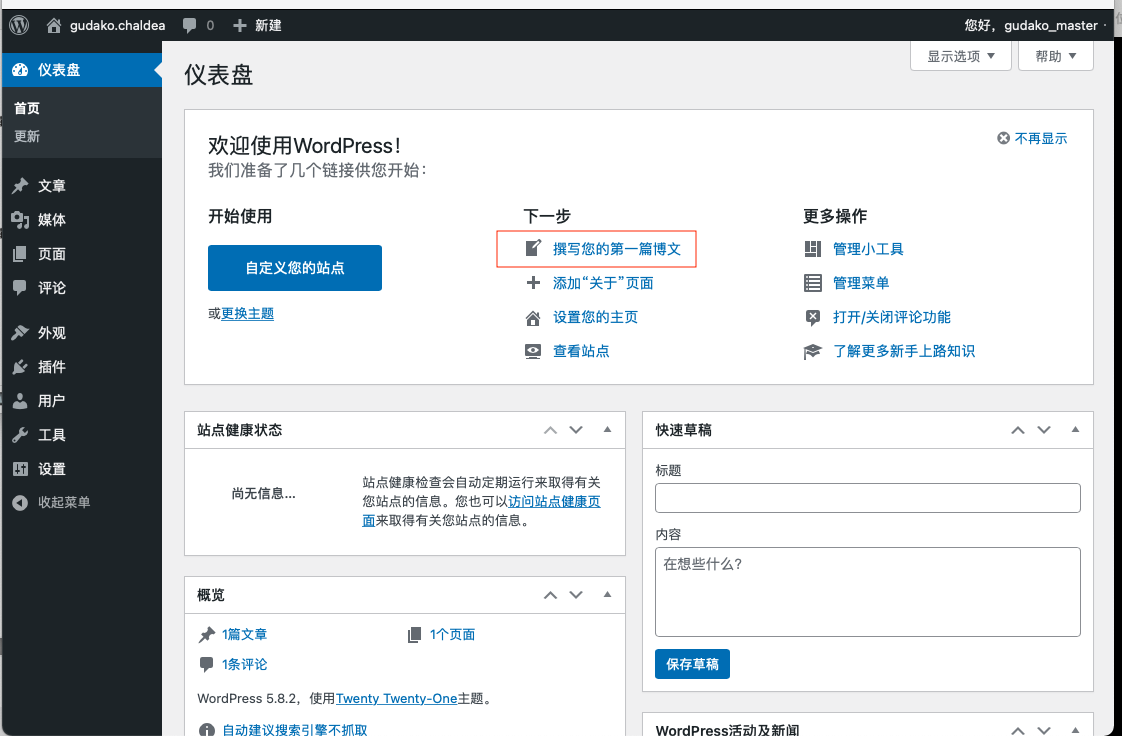 gudako.chaldea 0 新建 您好，gudako_master
仪表盘
首页
更新
文章
媒体
页面
评论
外观
插件
用户
工具
设置
收起菜单
显示选项 帮助
仪表盘
欢迎使用WordPress！
不再显示
我们准备了几个链接供您开始：
开始使用
自定义您的站点
或更换主题
下一步
撰写您的第一篇博文
添加“关于”页面
设置您的主页
查看站点
更多操作
管理小工具
管理菜单
打开/关闭评论功能
了解更多新手上路知识
站点健康状态
尚无信息...
站点健康检查会自动定期运行来取得有关
您站点的信息。您也可以访问站点健康页
面来取得有关您站点的信息。
概览
1篇文章 1个页面
1条评论
WordPress 5.8.2，使用Twenty Twenty-One主题。
自动建议搜索引擎不抓取
快速草稿
标题
内容
在想些什么？
保存草稿
WordPress活动及新闻